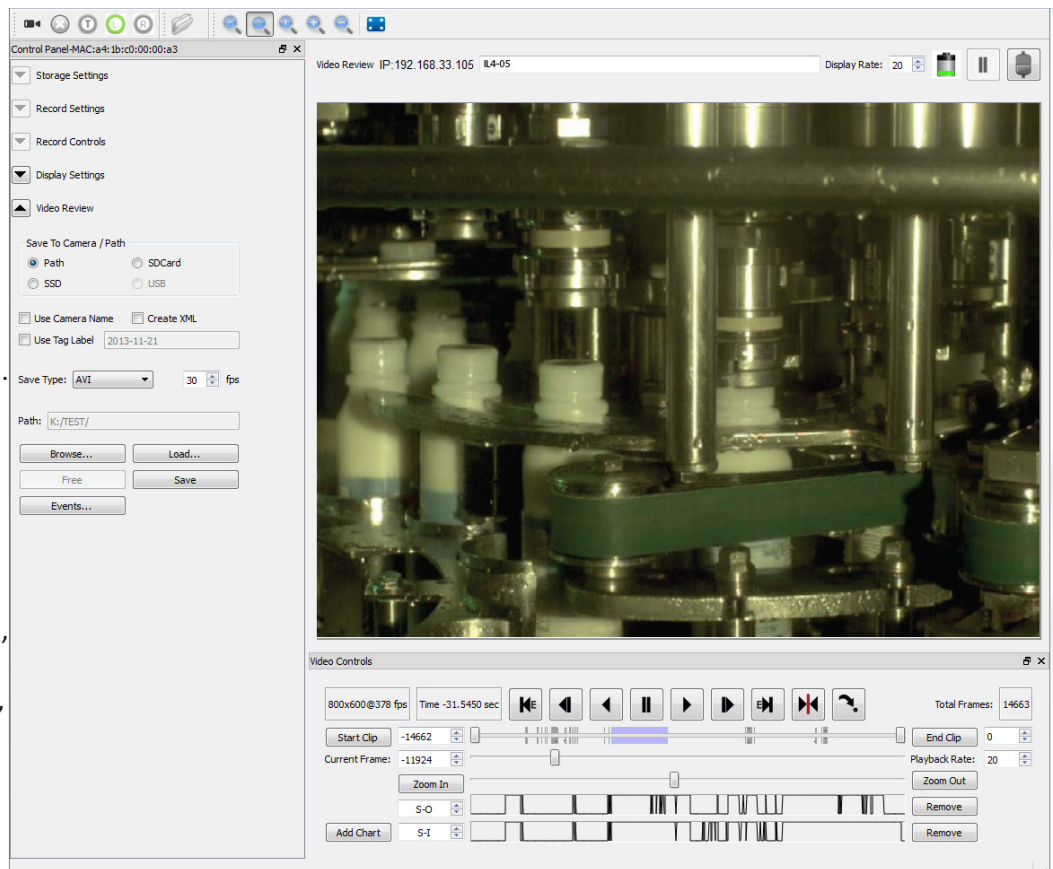 T L R
Control Panel-MAC:a4:1b:c0:00:00:a3
Storage Settings
Record Settings
Record Controls
Display Settings
Video Review
Save To Camera / Path
Path SDCard
SSD USB
Use Camera Name Create XML
Use Tag Label 2013-11-21
Save Type: AVI 30 fps
Path: K:/TEST/
Browse... Load...
Free Save
Events...
.
,
,
Video Review IP:192.168.33.105 IL4-05 Display Rate: 20
Video Controls
800x600@378 fps Time -31.5450 sec E E Total Frames: 14663
Start Clip -14662 End Clip 0
Current Frame: -11924 Playback Rate: 20
Zoom In Zoom Out
S-O Remove
Add Chart S-I Remove